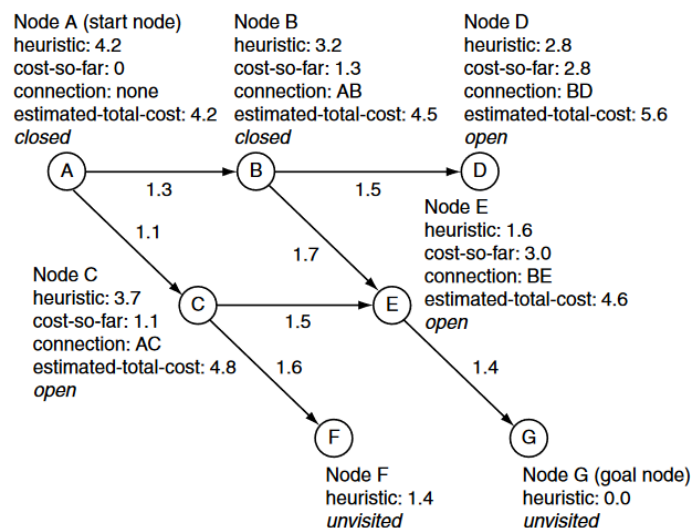 Node A (start node)
heuristic: 4.2
cost-so-far: 0
connection: none
estimated-total-cost: 4.2
closed
Node B
heuristic: 3.2
cost-so-far: 1.3
connection: AB
estimated-total-cost: 4.5
closed
Node D
heuristic: 2.8
cost-so-far: 2.8
connection: BD
estimated-total-cost: 5.6
open
A
B
D
1.3
1.5
1.1
1.7
Node E
heuristic: 1.6
cost-so-far: 3.0
connection: BE
estimated-total-cost: 4.6
open
Node C
heuristic: 3.7
cost-so-far: 1.1
connection: AC
estimated-total-cost: 4.8
open
C
E
1.5
1.6
1.4
F
G
Node F
heuristic: 1.4
unvisited
Node G (goal node)
heuristic: 0.0
unvisited